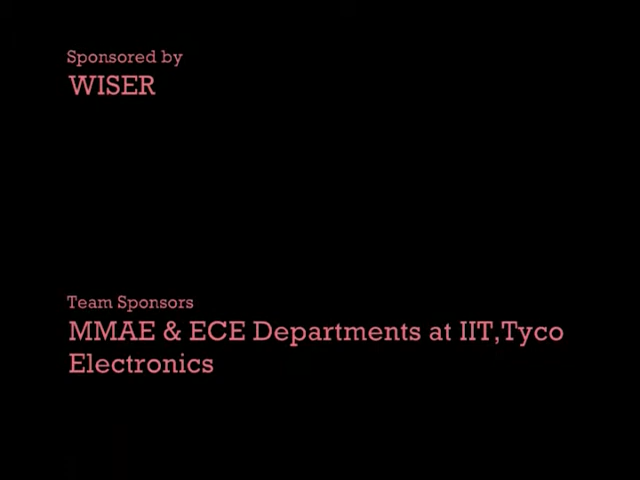 Sponsored by
WISER
Team Sponsors
MMAE & ECE Departments at IIT,Tyco
Electronics